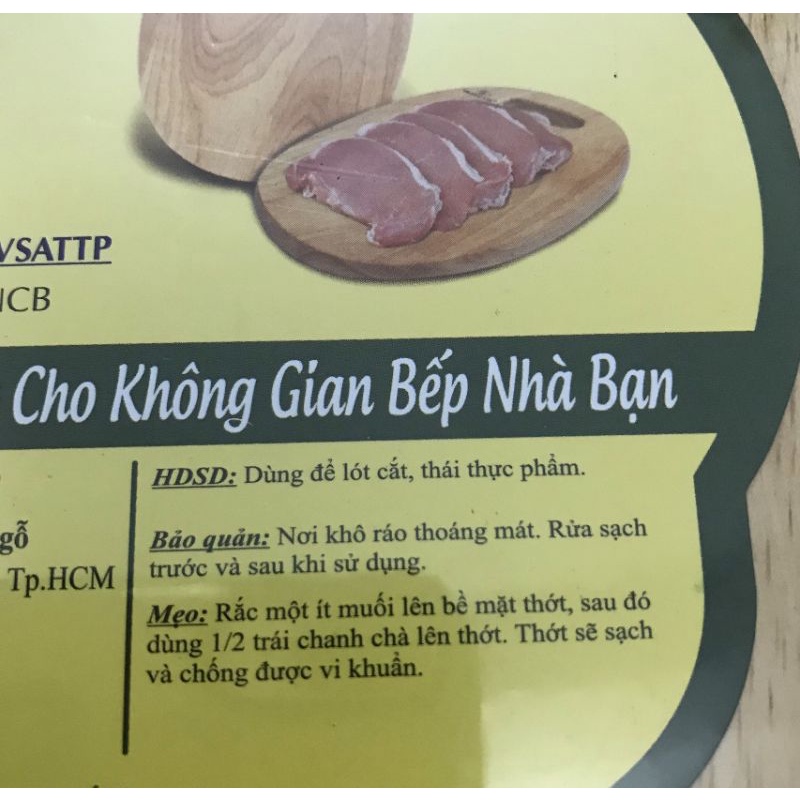 VSATTP
Cho Không Gian Bếp Nhà Bạn
gỗ
Tp.HCM
HDSD: Dùng để lót cắt, thái thực phẩm.
Bảo quản: Nơi khô ráo thoáng mát. Rửa sạch
trước và sau khi sử dụng.
Mẹo: Rắc một ít muối lên bề mặt thớt, sau đó
dùng 1/2 trái chanh chà lên thớt. Thớt sẽ sạch
và chống được vi khuẩn.